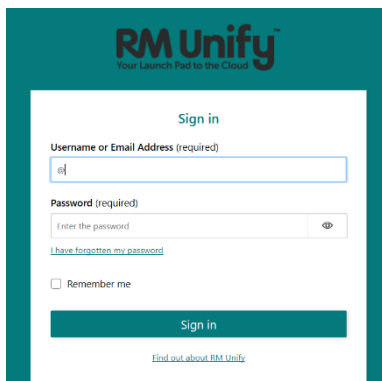 RM Unify™
Your Launch Pad to the Cloud
Sign in
Username or Email Address (required)
@
Password (required)
Enter the password
I have forgotten my password
Remember me
Sign in
Find out about RM Unify